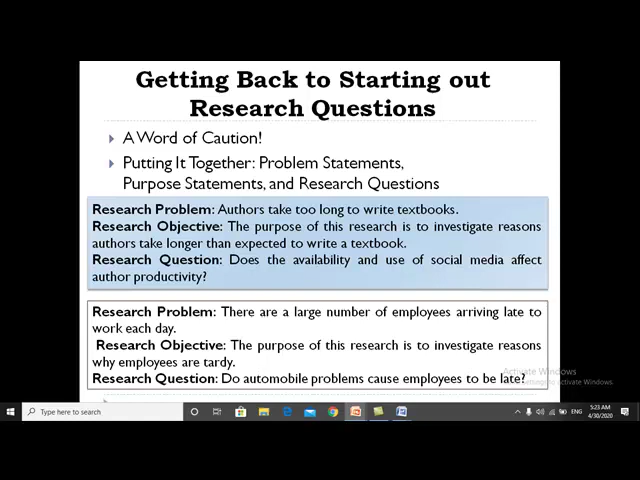 Getting Back to Starting out
Research Questions
A Word of Caution!
Putting It Together: Problem Statements,
Purpose Statements, and Research Questions
Research Problem: Authors take too long to write textbooks.
Research Objective: The purpose of this research is to investigate reasons
authors take longer than expected to write a textbook.
Research Question: Does the availability and use of social media affect
author productivity?
Research Problem: There are a large number of employees arriving late to
work each day.
Research Objective: The purpose of this research is to investigate reasons
why employees are tardy.
Research Question: Do automobile problems cause employees to be late?
Activate Windows
to activate Windows.
Type here to search
ENG
5:23 AM
4/30/2020